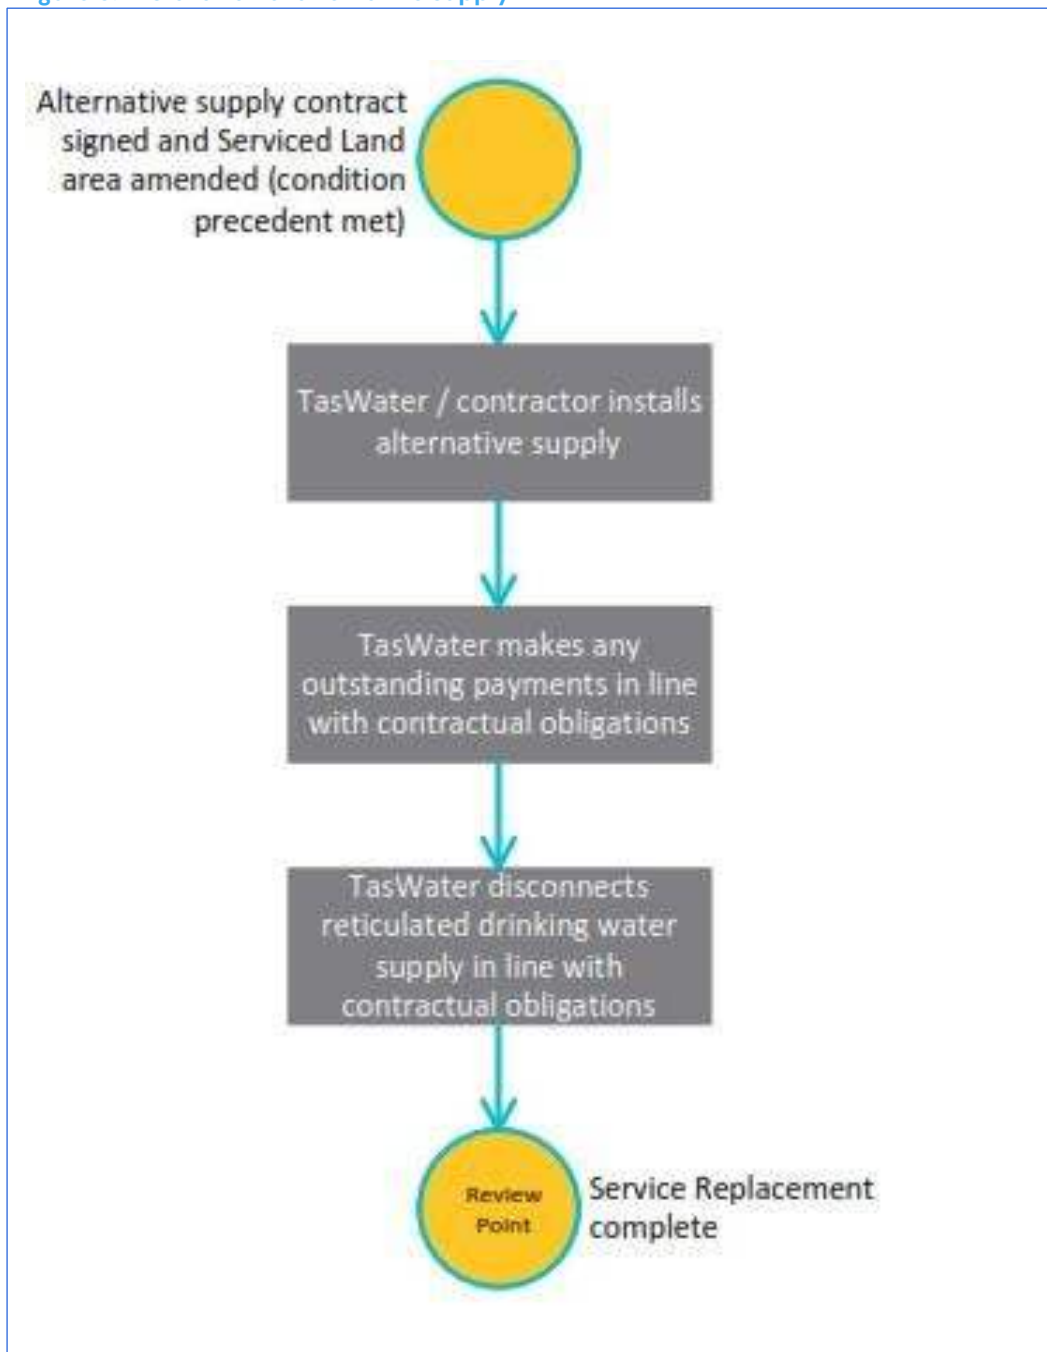 supply
Alternative supply contract
signed and Serviced Land
area amended (condition
precedent met)
TasWater / contractor installs
alternative supply
TasWater makes any
outstanding payments in line
with contractual obligations
TasWater disconnects
reticulated drinking water
supply in line with
contractual obligations
Review
Point
Service Replacement
complete